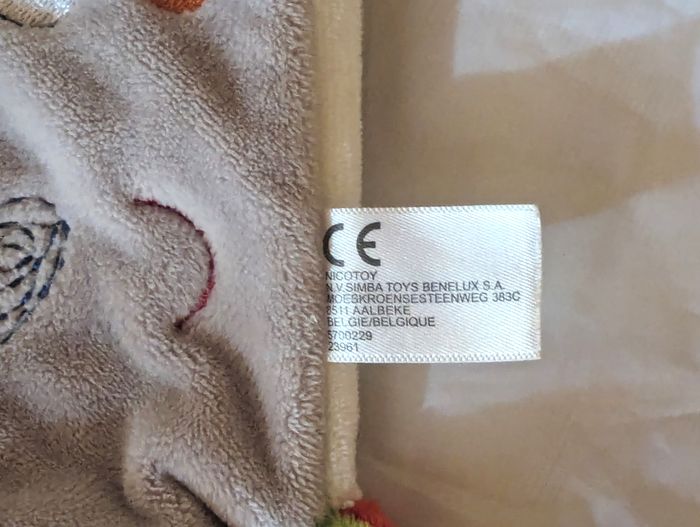 CE
NICOTOY
N.V.SIMBA TOYS BENELUX S.A.
MOESKROENSESTEENWEG 383C
8511 AALBEKE
BELGIE/BELGIQUE
5700229
23961